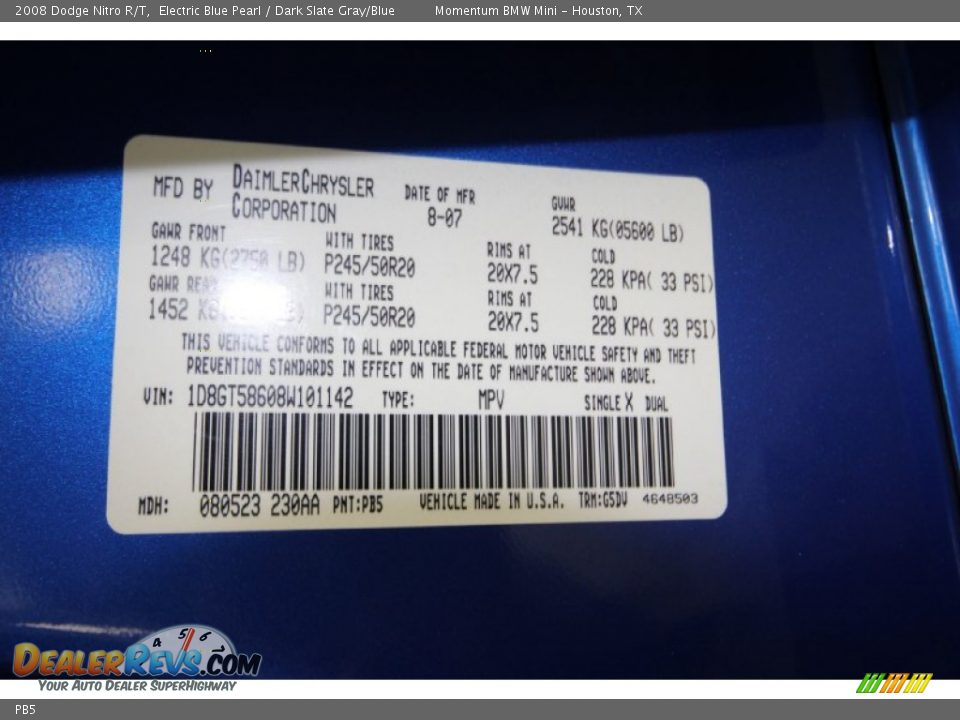 2008 Dodge Nitro R/T, Electric Blue Pearl / Dark Slate Gray/Blue Momentum BMW Mini - Houston, TX
MFD BY DAIMLERCHRYSLER CORPORATION DATE OF MFR 8-07 GVWR 2541 KG(05600 LB)
GAWR FRONT WITH TIRES RIMS AT COLD
1248 KG(2750 LB) P245/50R20 20X7.5 228 KPA( 33 PSI)
GAWR REAR WITH TIRES RIMS AT COLD
1452 P245/50R20 20X7.5 228 KPA( 33 PSI)
THIS VEHICLE CONFORMS TO ALL APPLICABLE FEDERAL MOTOR VEHICLE SAFETY AND THEFT
PREVENTION STANDARDS IN EFFECT ON THE DATE OF MANUFACTURE SHOWN ABOVE.
VIN: 1D8GT58608W101142 TYPE: MPV SINGLE X DUAL
MDH: 080523 230AA PNT:PB5 VEHICLE MADE IN U.S.A. TRM:G5DV 4648503
4 5 6
DEALERREVS.COM
YOUR AUTO DEALER SUPERHIGHWAY
PB5